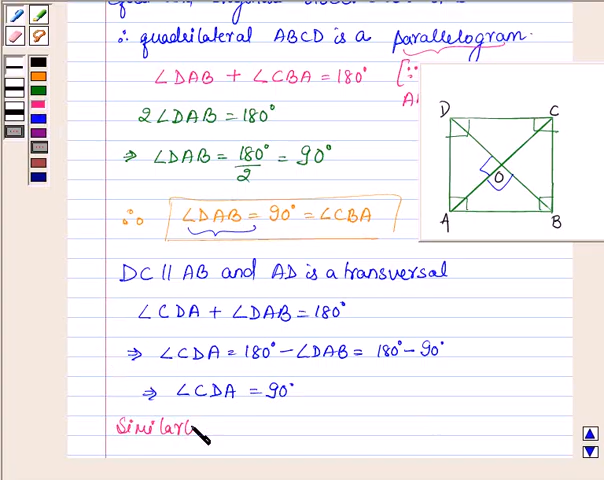 ∴ quadrilateral ABCD is a parallelogram.
∠DAB + ∠CBA = 180° [∵
2∠DAB = 180°
⇒ ∠DAB = 180°/2 = 90°
∴ ∠DAB = 90° = ∠CBA
D C
O
A B
DC || AB and AD is a transversal
∠CDA + ∠DAB = 180°
⇒ ∠CDA = 180° - ∠DAB = 180° - 90°
⇒ ∠CDA = 90°
Similarl